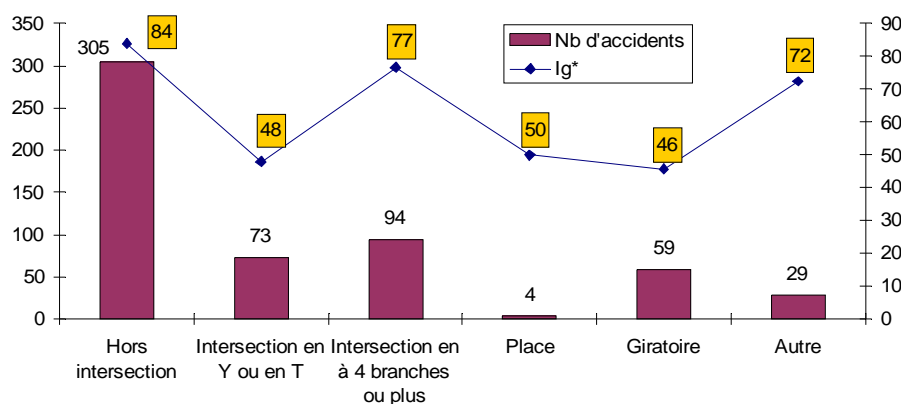 350
300
250
200
150
100
50
0
305
84
48
77
50
46
72
73
94
4
59
29
Nb d'accidents
Ig*
90
80
70
60
50
40
30
20
10
0
Hors
intersection
Intersection en
Y ou en T
Intersection en
à 4 branches
ou plus
Place
Giratoire
Autre